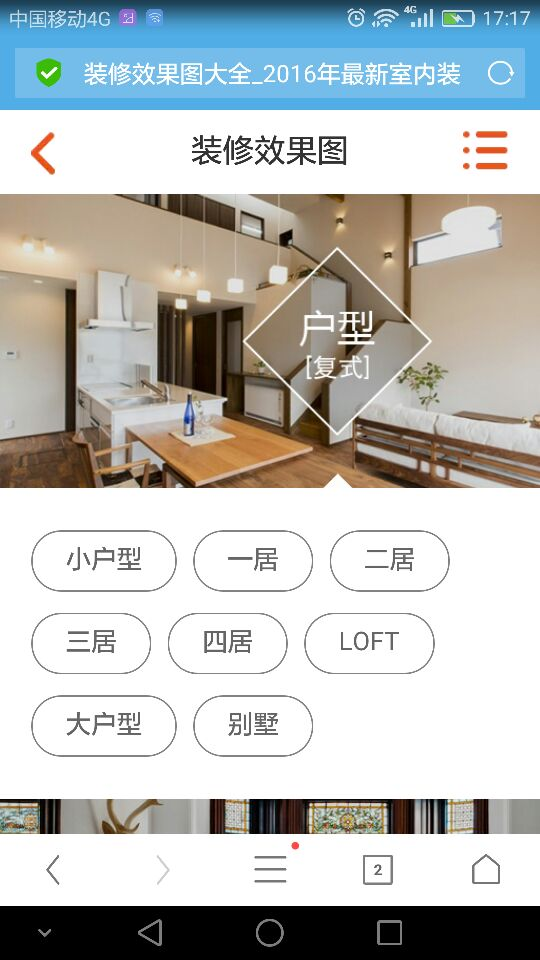 中国移动4G 4G 17:17
装修效果图大全_2016年最新室内装
装修效果图
户型
[复式]
小户型 一居 二居
三居 四居 LOFT
大户型 别墅
2